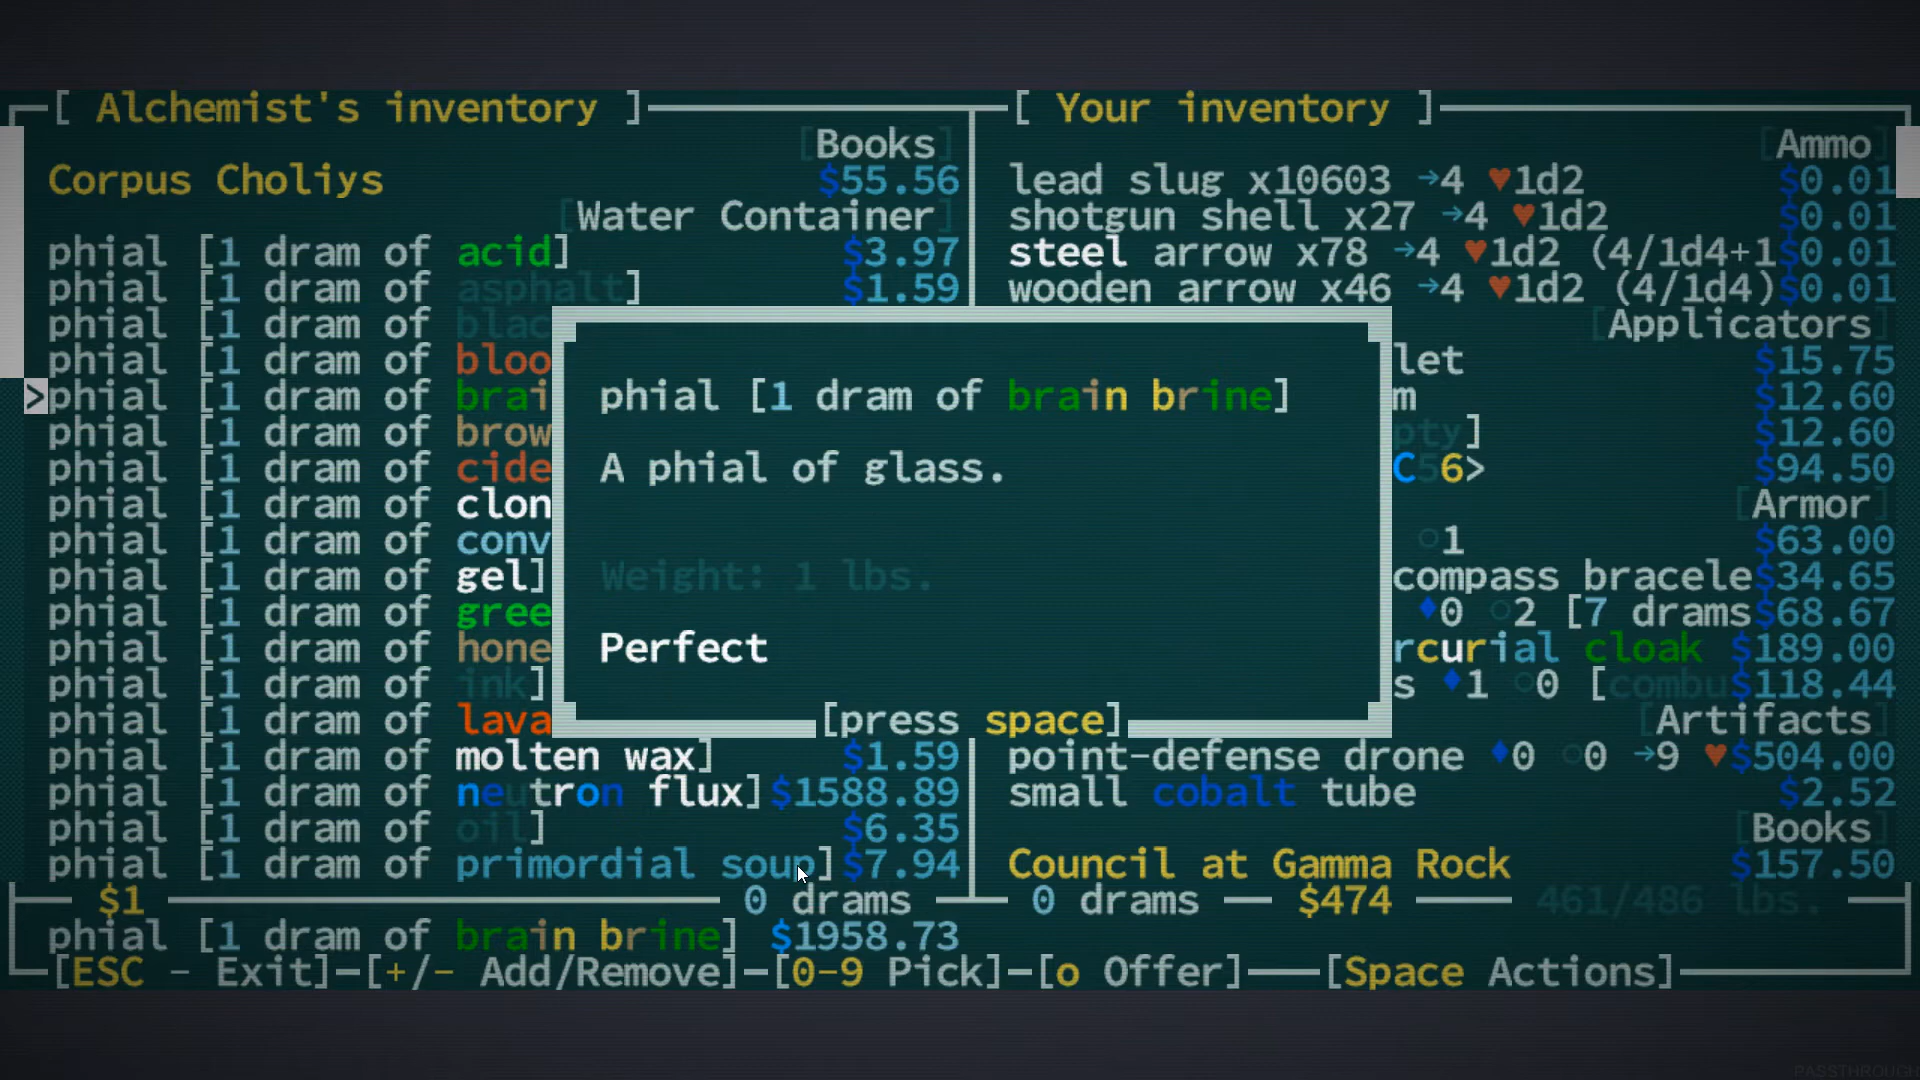 [ Alchemist's inventory ]
[Books]
Corpus Choliys $55.56
[Water Container]
phial [1 dram of acid] $3.97
phial [1 dram of asphalt] $1.59
phial [1 dram of blac
phial [1 dram of bloo
>phial [1 dram of brai
phial [1 dram of brow
phial [1 dram of cide
phial [1 dram of clon
phial [1 dram of conv
phial [1 dram of gel]
phial [1 dram of gree
phial [1 dram of hone
phial [1 dram of ink]
phial [1 dram of lava
phial [1 dram of molten wax] $1.59
phial [1 dram of neutron flux] $1588.89
phial [1 dram of oil] $6.35
phial [1 dram of primordial soup] $7.94
[ Your inventory ]
[Ammo]
lead slug x10603 →4 ♥1d2 $0.01
shotgun shell x27 →4 ♥1d2 $0.01
steel arrow x78 →4 ♥1d2 (4/1d4+1 $0.01
wooden arrow x46 →4 ♥1d2 (4/1d4) $0.01
[Applicators]
let $15.75
m $12.60
pty] $12.60
C56> $94.50
[Armor]
○1 $63.00
compass bracele $34.65
♦0 ○2 [7 drams $68.67
rcurial cloak $189.00
s ♦1 ○0 [combu $118.44
[Artifacts]
point-defense drone ♦0 ○0 →9 ♥ $504.00
small cobalt tube $2.52
[Books]
Council at Gamma Rock $157.50
phial [1 dram of brain brine]
A phial of glass.
Weight: 1 lbs.
Perfect
[press space]
$1 0 drams 0 drams $474 461/486 lbs.
phial [1 dram of brain brine] $1958.73
[ESC - Exit] [+/- Add/Remove] [0-9 Pick] [o Offer] [Space Actions]
PASSTHROUGH